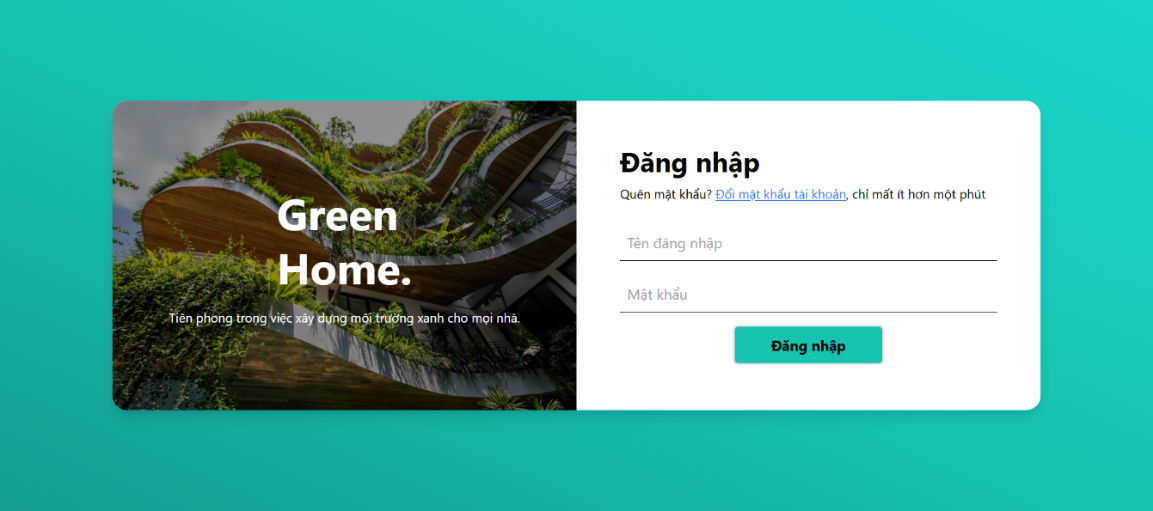 Green
Home.
Tiên phong trong việc xây dựng môi trường xanh cho mọi nhà.
Đăng nhập
Quên mật khẩu? Đổi mật khẩu tài khoản, chỉ mất ít hơn một phút
Tên đăng nhập
Mật khẩu
Đăng nhập